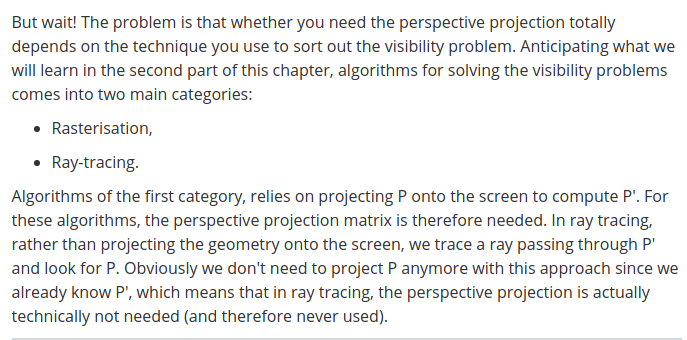 But wait! The problem is that whether you need the perspective projection totally
depends on the technique you use to sort out the visibility problem. Anticipating what we
will learn in the second part of this chapter, algorithms for solving the visibility problems
comes into two main categories:
• Rasterisation,
• Ray-tracing.
Algorithms of the first category, relies on projecting P onto the screen to compute P'. For
these algorithms, the perspective projection matrix is therefore needed. In ray tracing,
rather than projecting the geometry onto the screen, we trace a ray passing through P'
and look for P. Obviously we don't need to project P anymore with this approach since we
already know P', which means that in ray tracing, the perspective projection is actually
technically not needed (and therefore never used).